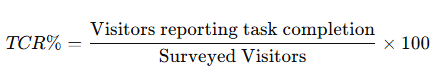 TCR% = Visitors reporting task completion / Surveyed Visitors × 100